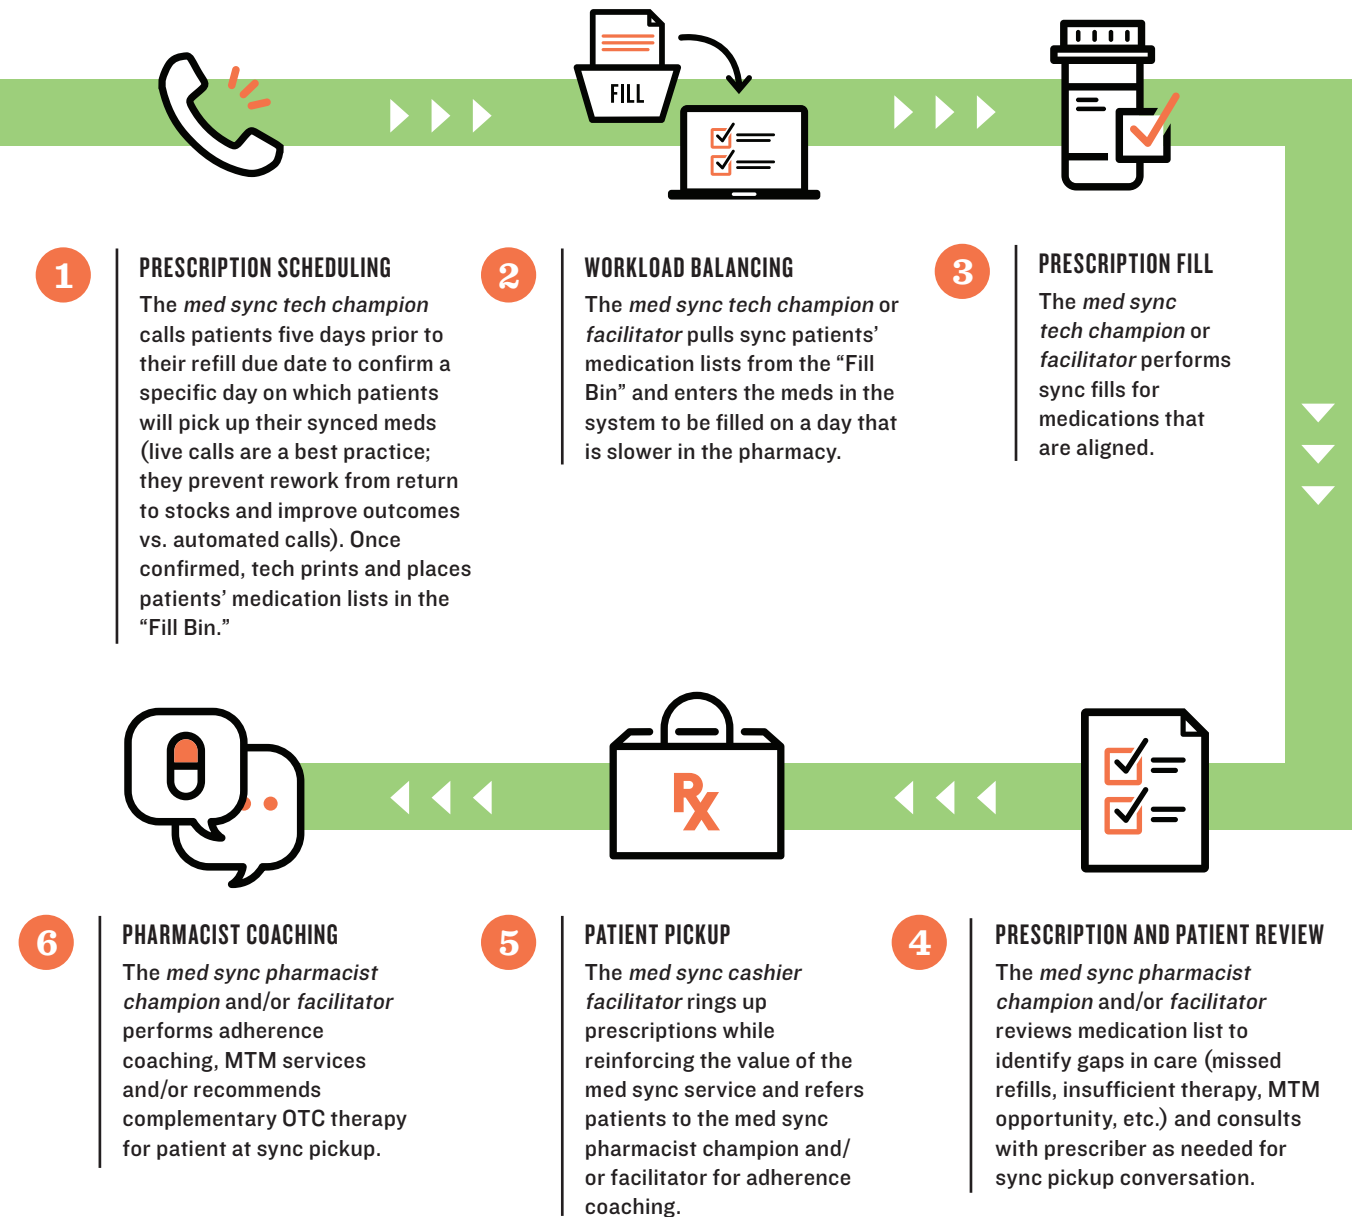 FILL
1
PRESCRIPTION SCHEDULING
The med sync tech champion
calls patients five days prior to
their refill due date to confirm a
specific day on which patients
will pick up their synced meds
(live calls are a best practice;
they prevent rework from return
to stocks and improve outcomes
vs. automated calls). Once
confirmed, tech prints and places
patients’ medication lists in the
“Fill Bin.”
2
WORKLOAD BALANCING
The med sync tech champion or
facilitator pulls sync patients’
medication lists from the “Fill
Bin” and enters the meds in the
system to be filled on a day that
is slower in the pharmacy.
3
PRESCRIPTION FILL
The med sync
tech champion or
facilitator performs
sync fills for
medications that
are aligned.
Rx
4
PRESCRIPTION AND PATIENT REVIEW
The med sync pharmacist
champion and/or facilitator
reviews medication list to
identify gaps in care (missed
refills, insufficient therapy, MTM
opportunity, etc.) and consults
with prescriber as needed for
sync pickup conversation.
5
PATIENT PICKUP
The med sync cashier
facilitator rings up
prescriptions while
reinforcing the value of the
med sync service and refers
patients to the med sync
pharmacist champion and/
or facilitator for adherence
coaching.
6
PHARMACIST COACHING
The med sync pharmacist
champion and/or facilitator
performs adherence
coaching, MTM services
and/or recommends
complementary OTC therapy
for patient at sync pickup.